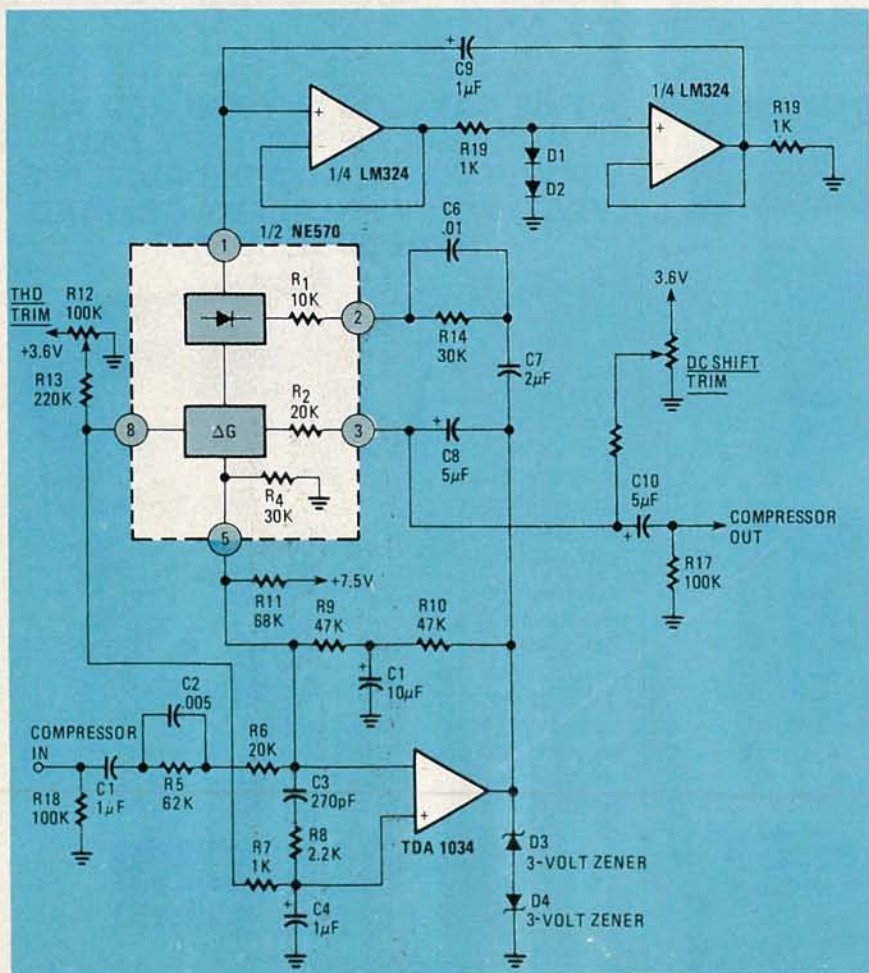 C9
1µF
+
1/4 LM324
R19
1K
D1
D2
1/4 LM324
R19
1K
1/2 NE570
1
R1
10K
2
C6
.01
R14
30K
C7
2µF
THD
TRIM
R12
100K
+3.6V
R13
220K
8
ΔG
R2
20K
3
C8
5µF
R4
30K
5
3.6V
DC SHIFT
TRIM
C10
5µF
COMPRESSOR
OUT
R17
100K
R11
68K
+7.5V
R9
47K
R10
47K
C1
10µF
COMPRESSOR
IN
R18
100K
C1
1µF
C2
.005
R5
62K
R6
20K
C3
270pF
R8
2.2K
R7
1K
C4
1µF
TDA 1034
D3
3-VOLT ZENER
D4
3-VOLT ZENER